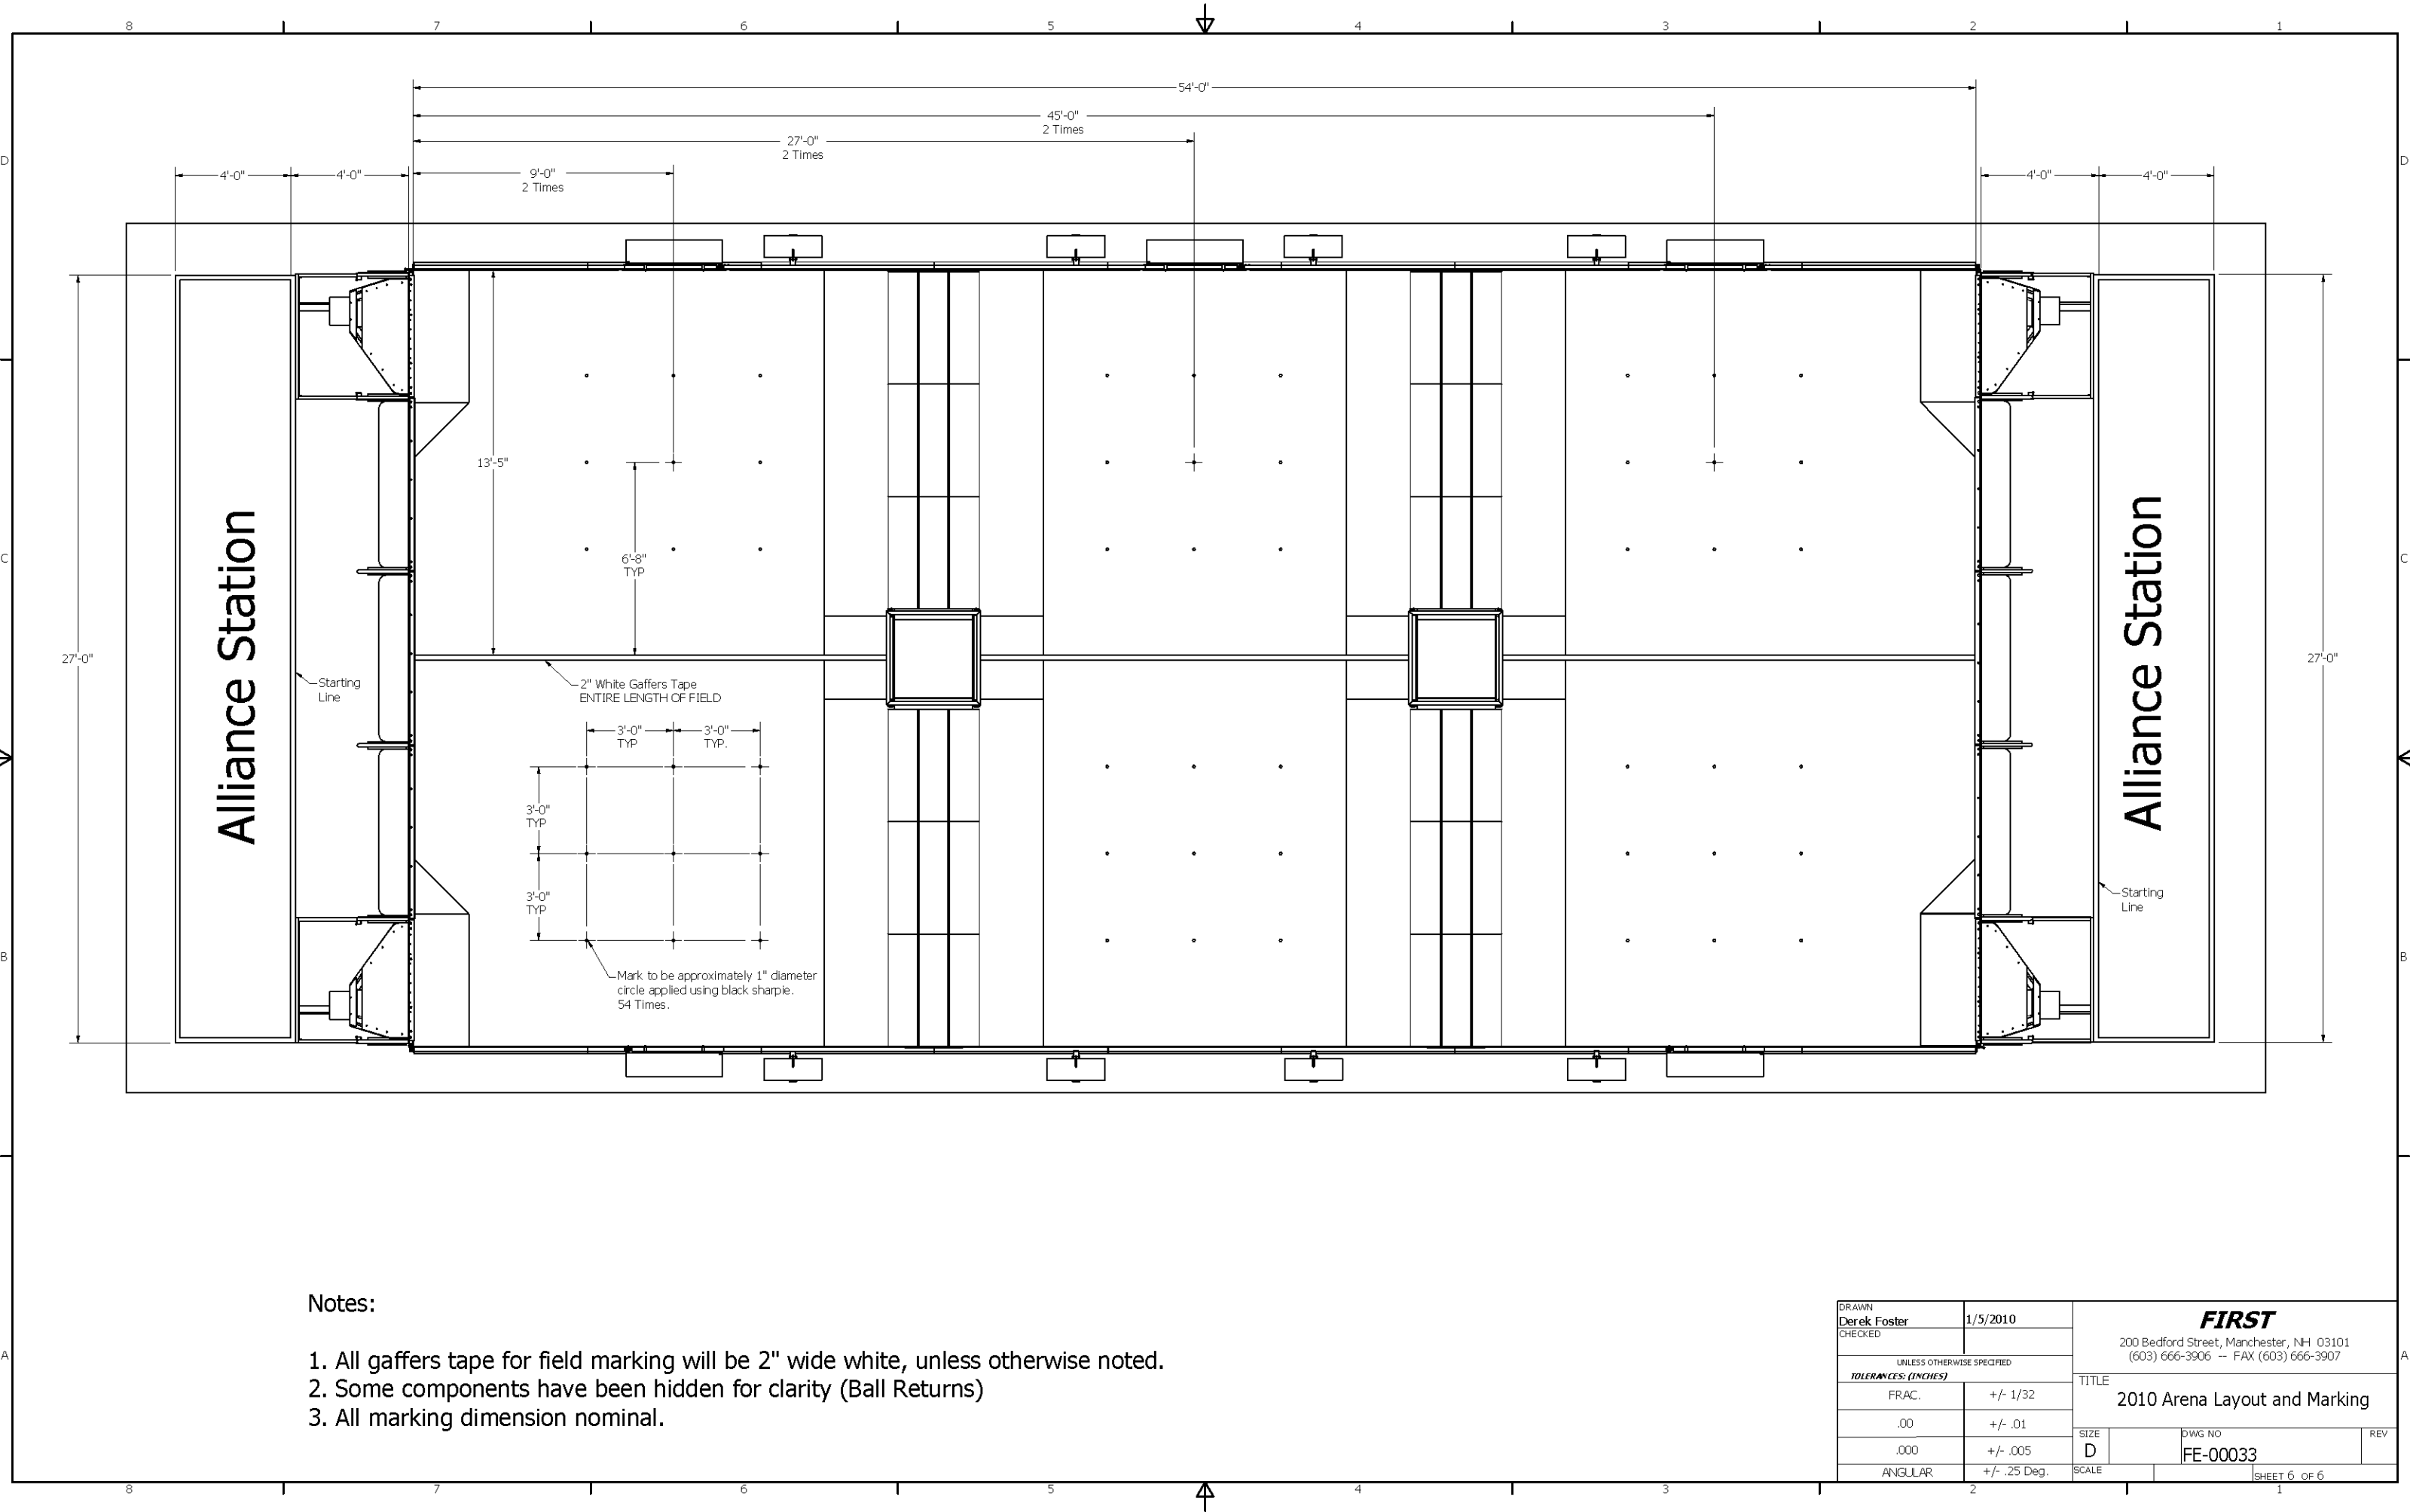 8 7 6 5 4 3 2 1
54'-0"
45'-0"
2 Times
27'-0"
2 Times
9'-0"
2 Times
4'-0" 4'-0" 4'-0" 4'-0"
D D
13'-5"
6'-8"
TYP
C C
Alliance Station
Alliance Station
27'-0" 27'-0"
Starting
Line
2" White Gaffers Tape
ENTIRE LENGTH OF FIELD
3'-0"
TYP
3'-0"
TYP.
3'-0"
TYP
3'-0"
TYP
Starting
Line
B B
Mark to be approximately 1" diameter
circle applied using black sharpie.
54 Times.
Notes:
1. All gaffers tape for field marking will be 2" wide white, unless otherwise noted.
2. Some components have been hidden for clarity (Ball Returns)
3. All marking dimension nominal.
A A
DRAWN
Derek Foster 1/5/2010
CHECKED
UNLESS OTHERWISE SPECIFIED
TOLERANCES: (INCHES)
FRAC. +/- 1/32
.00 +/- .01
.000 +/- .005
ANGULAR +/- .25 Deg.
FIRST
200 Bedford Street, Manchester, NH 03101
(603) 666-3906 -- FAX (603) 666-3907
TITLE
2010 Arena Layout and Marking
SIZE
D
DWG NO
FE-00033
REV
SCALE
SHEET 6 OF 6
8 7 6 5 4 3 2 1